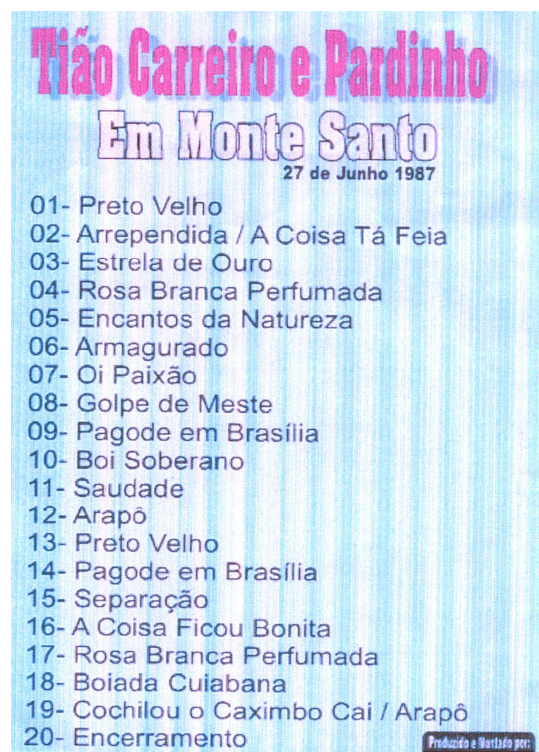 Tião Carreiro e Pardinho
Em Monte Santo
27 de Junho 1987
01- Preto Velho
02- Arrependida / A Coisa Tá Feia
03- Estrela de Ouro
04- Rosa Branca Perfumada
05- Encantos da Natureza
06- Armagurado
07- Oi Paixão
08- Golpe de Meste
09- Pagode em Brasília
10- Boi Soberano
11- Saudade
12- Arapô
13- Preto Velho
14- Pagode em Brasília
15- Separação
16- A Coisa Ficou Bonita
17- Rosa Branca Perfumada
18- Boiada Cuiabana
19- Cochilou o Caximbo Cai / Arapô
20- Encerramento
Produzido e Montado por: